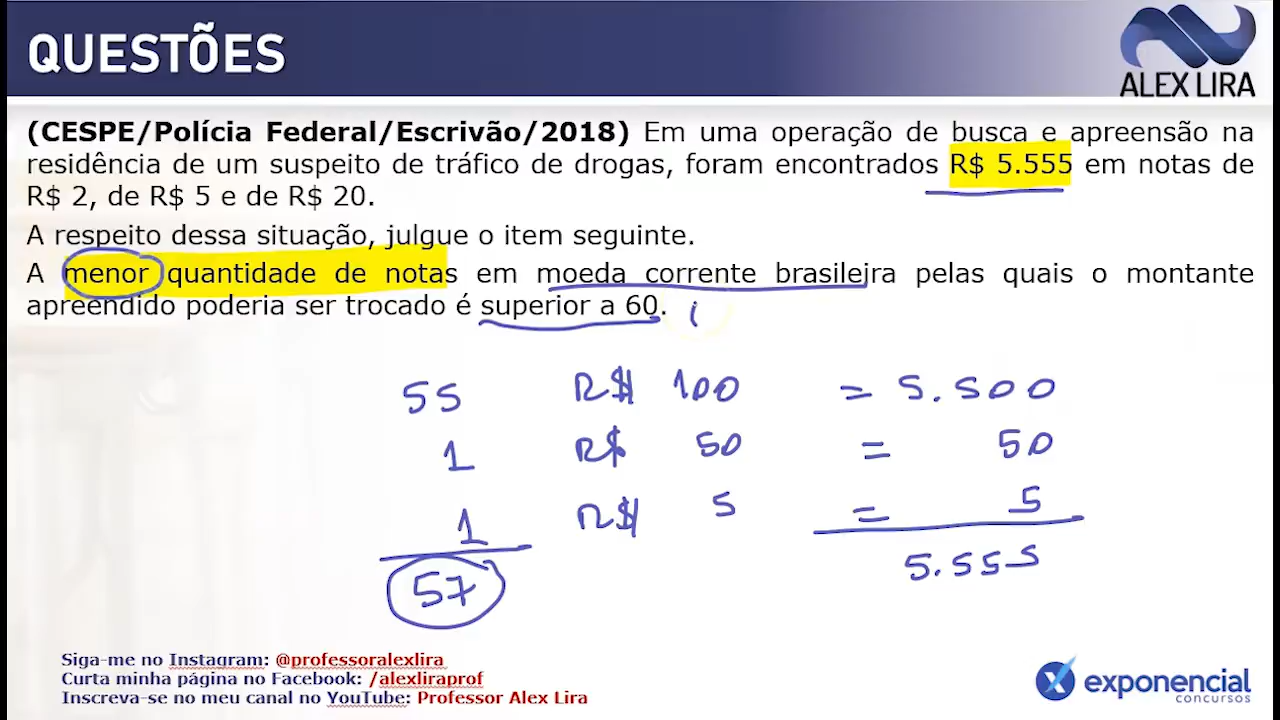 QUESTÕES
ALEX LIRA
(CESPE/Polícia Federal/Escrivão/2018) Em uma operação de busca e apreensão na
residência de um suspeito de tráfico de drogas, foram encontrados R$ 5.555 em notas de
R$ 2, de R$ 5 e de R$ 20.
A respeito dessa situação, julgue o item seguinte.
A menor quantidade de notas em moeda corrente brasileira pelas quais o montante
apreendido poderia ser trocado é superior a 60.
55 R$ 100 = 5.500
1 R$ 50 = 50
1 R$ 5 = 5
57 5.555
Siga-me no Instagram: @professoralexlira
Curta minha página no Facebook: /alexliraprof
Inscreva-se no meu canal no YouTube: Professor Alex Lira
exponencial
concursos